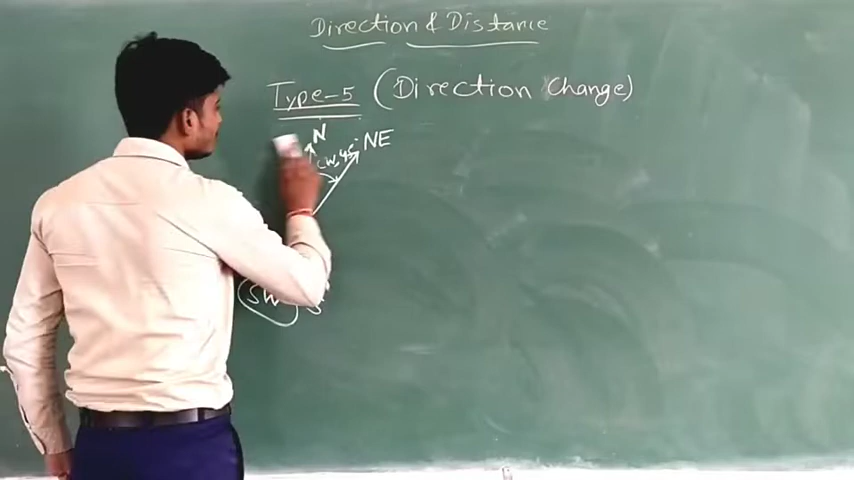 Direction & Distance
Type-5 (Direction Change)
N
NE
CW, 45°
SW S